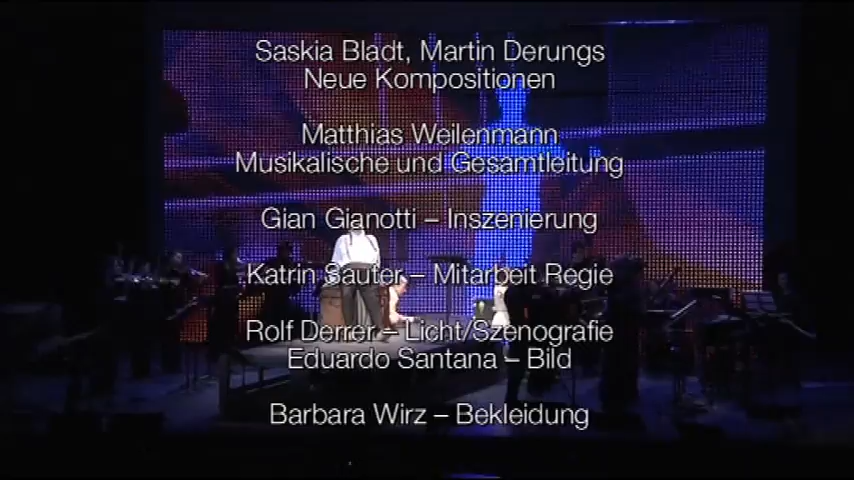 Saskia Bladt, Martin Derungs
Neue Kompositionen
Matthias Weilenmann
Musikalische und Gesamtleitung
Gian Gianotti – Inszenierung
Katrin Sauter – Mitarbeit Regie
Rolf Derrer – Licht/Szenografie
Eduardo Santana – Bild
Barbara Wirz – Bekleidung